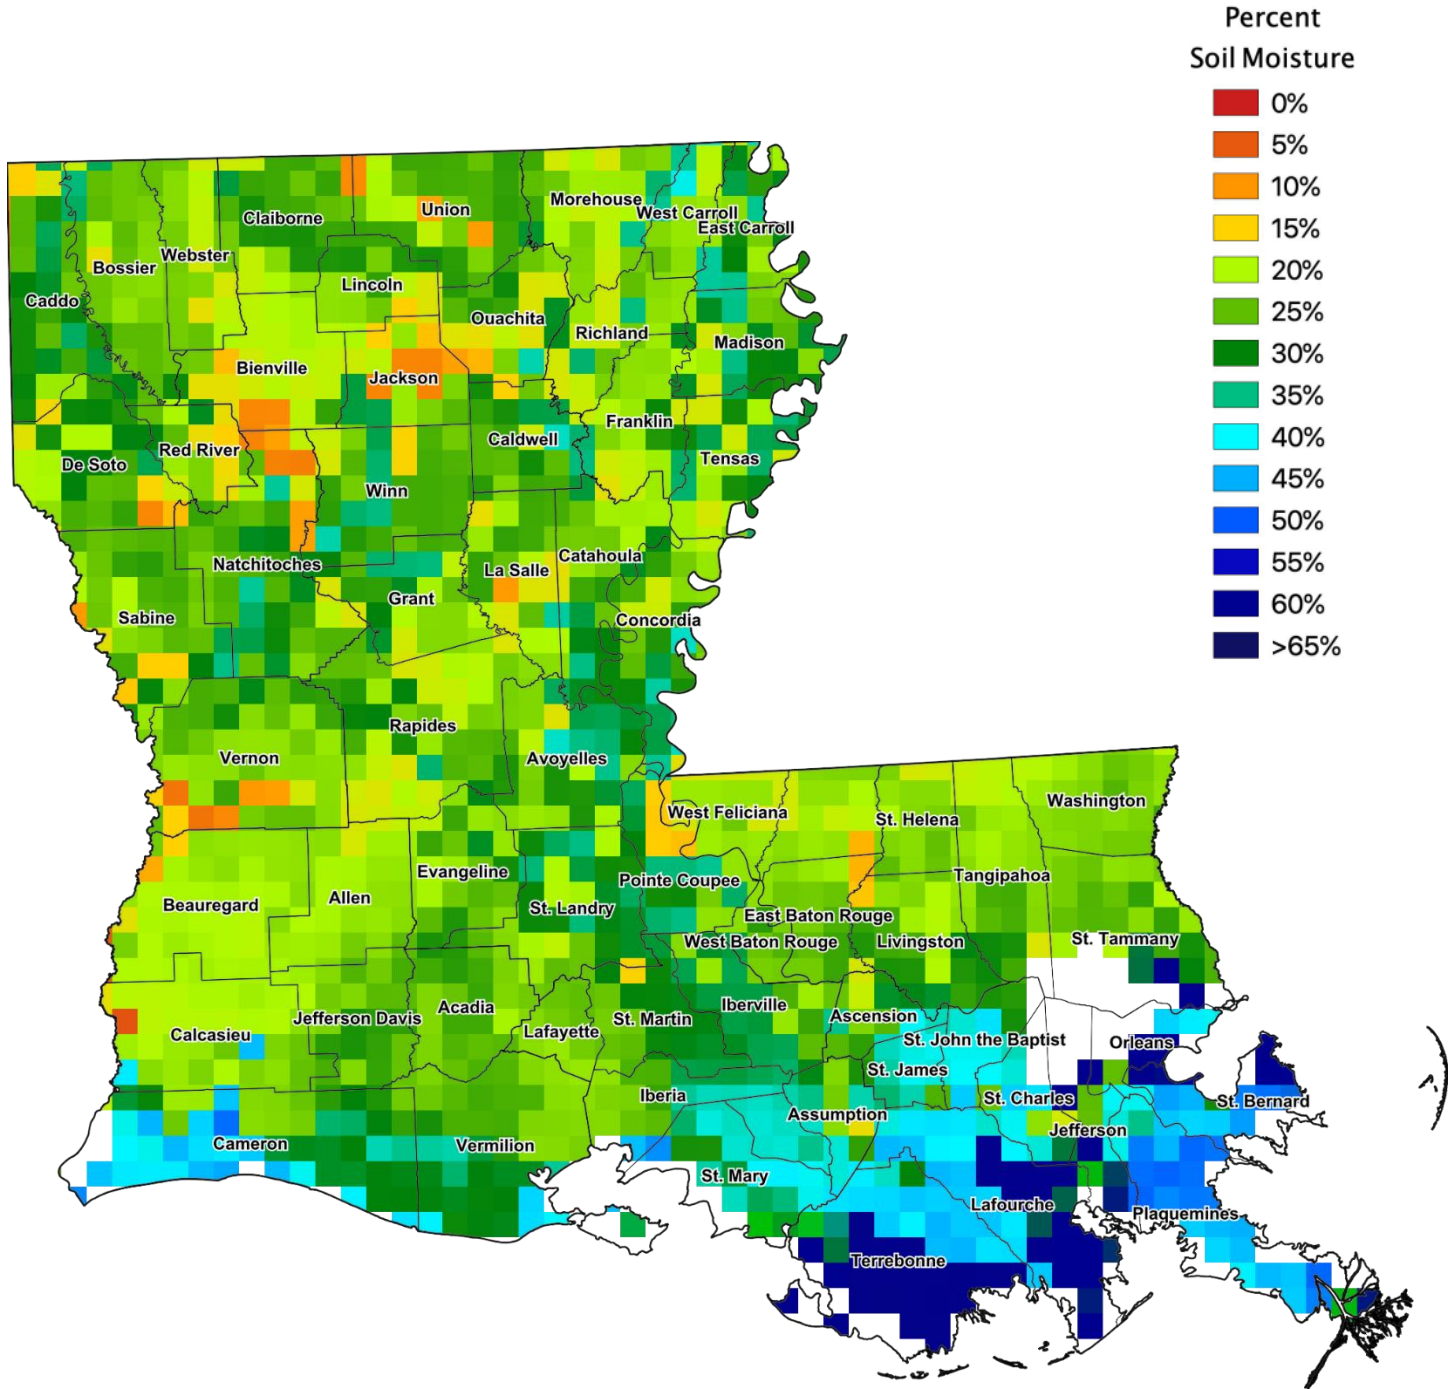 Percent
Soil Moisture
0%
5%
10%
15%
20%
25%
30%
35%
40%
45%
50%
55%
60%
>65%
Morehouse
West Carroll
East Carroll
Union
Claiborne
Webster
Bossier
Caddo
Lincoln
Ouachita
Richland
Madison
Bienville
Jackson
Franklin
Caldwell
Red River
De Soto
Tensas
Winn
Natchitoches
Catahoula
La Salle
Grant
Sabine
Concordia
Rapides
Vernon
Avoyelles
West Feliciana
St. Helena
Washington
Evangeline
Pointe Coupee
Tangipahoa
Beauregard
Allen
St. Landry
East Baton Rouge
West Baton Rouge
Livingston
St. Tammany
Iberville
Acadia
Jefferson Davis
St. Martin
Ascension
Lafayette
Calcasieu
St. John the Baptist
Orleans
St. James
Iberia
St. Charles
St. Bernard
Assumption
Jefferson
Cameron
Vermilion
St. Mary
Lafourche
Plaquemines
Terrebonne